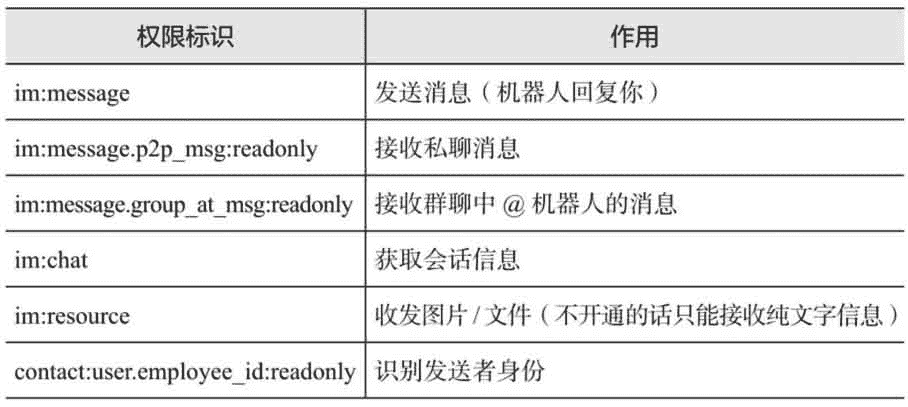 权限标识 作用
im:message 发送消息（机器人回复你）
im:message.p2p_msg:readonly 接收私聊消息
im:message.group_at_msg:readonly 接收群聊中 @ 机器人的消息
im:chat 获取会话信息
im:resource 收发图片 / 文件（不开通的话只能接收纯文字信息）
contact:user.employee_id:readonly 识别发送者身份